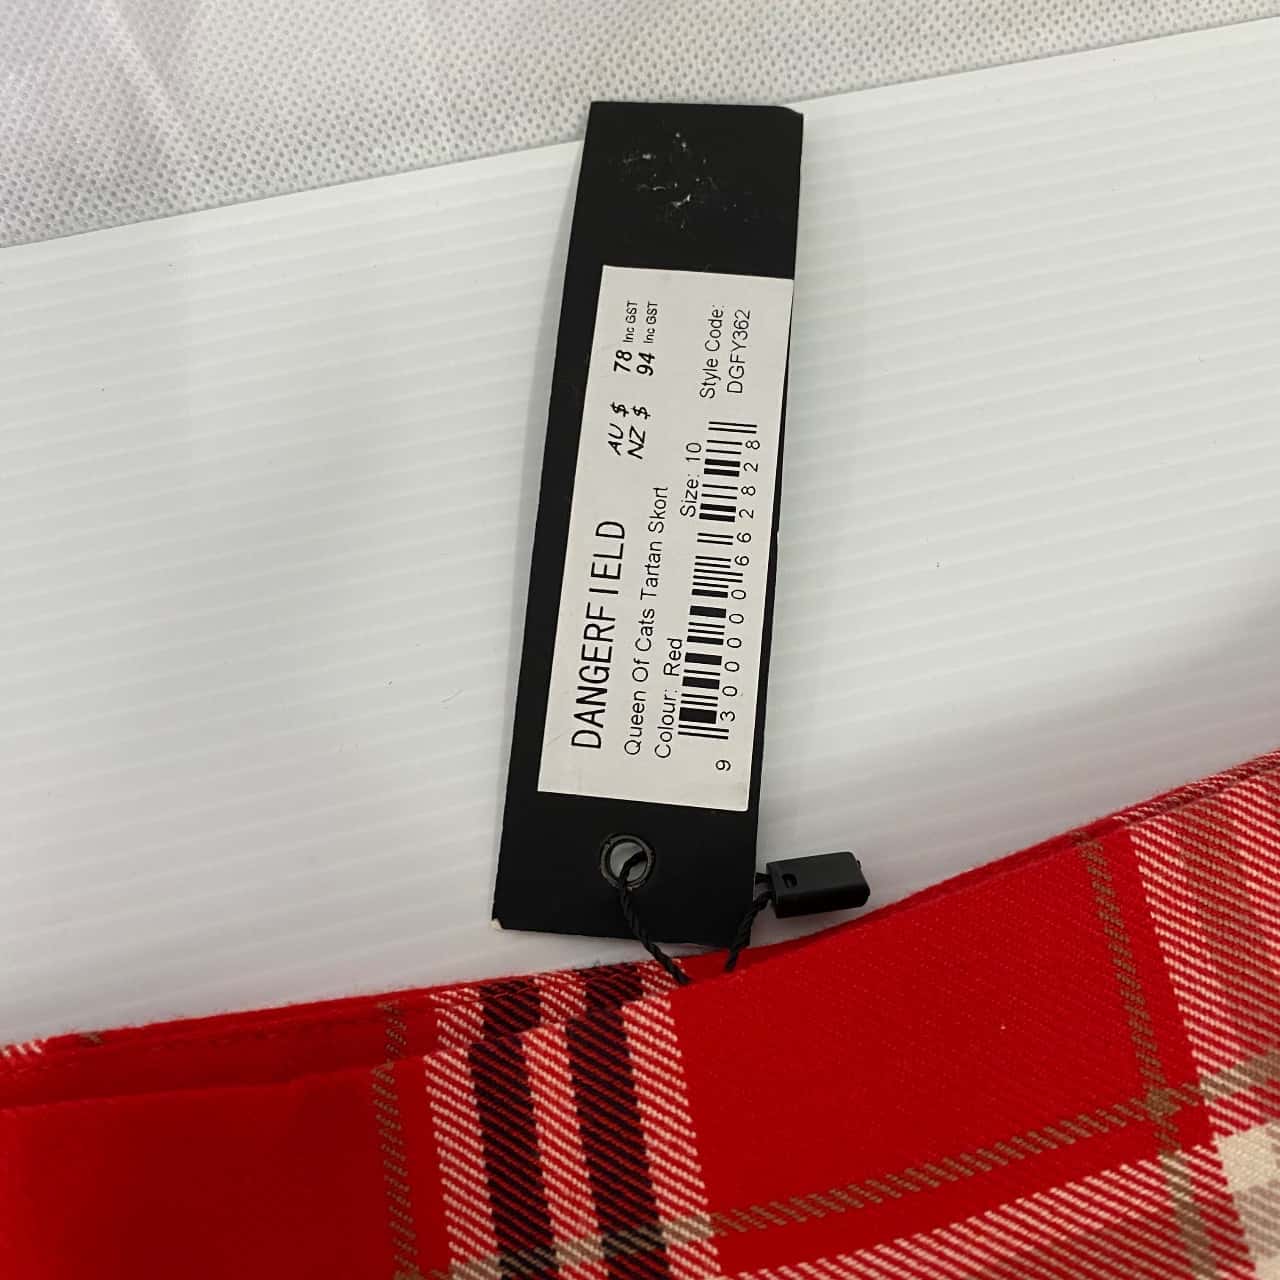 DANGERFIELD
AU $ 78 Inc GST
NZ $ 94 Inc GST
Queen Of Cats Tartan Skort
Colour: Red
Size: 10
Style Code:
DGFY362
9 300000 662828